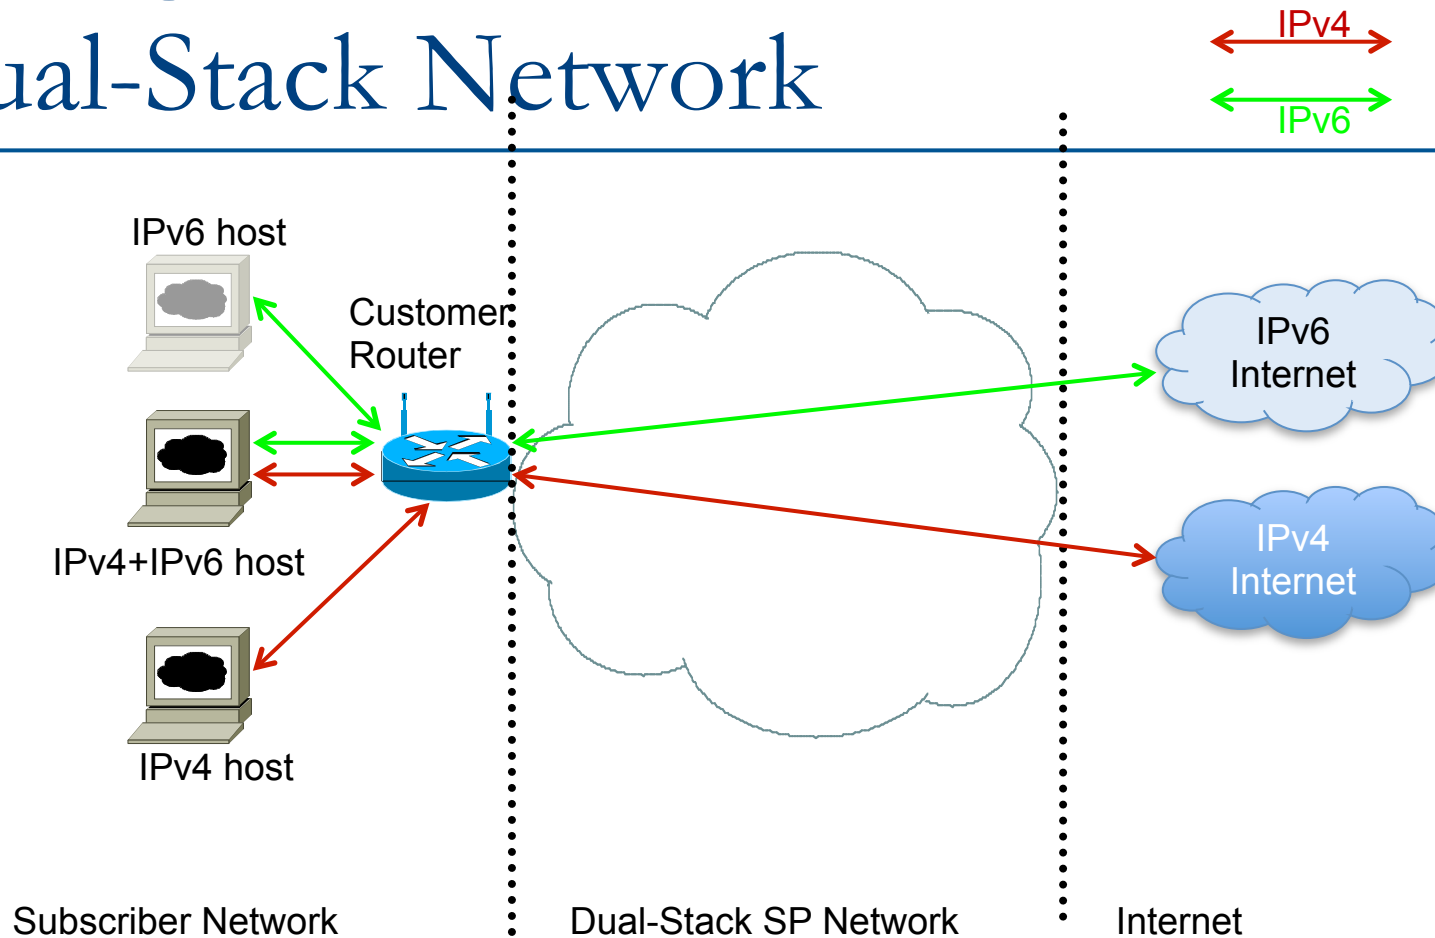 ual-Stack Network
IPv4
IPv6
IPv6 host
Customer
Router
IPv4+IPv6 host
IPv4 host
IPv6
Internet
IPv4
Internet
Subscriber Network
Dual-Stack SP Network
Internet